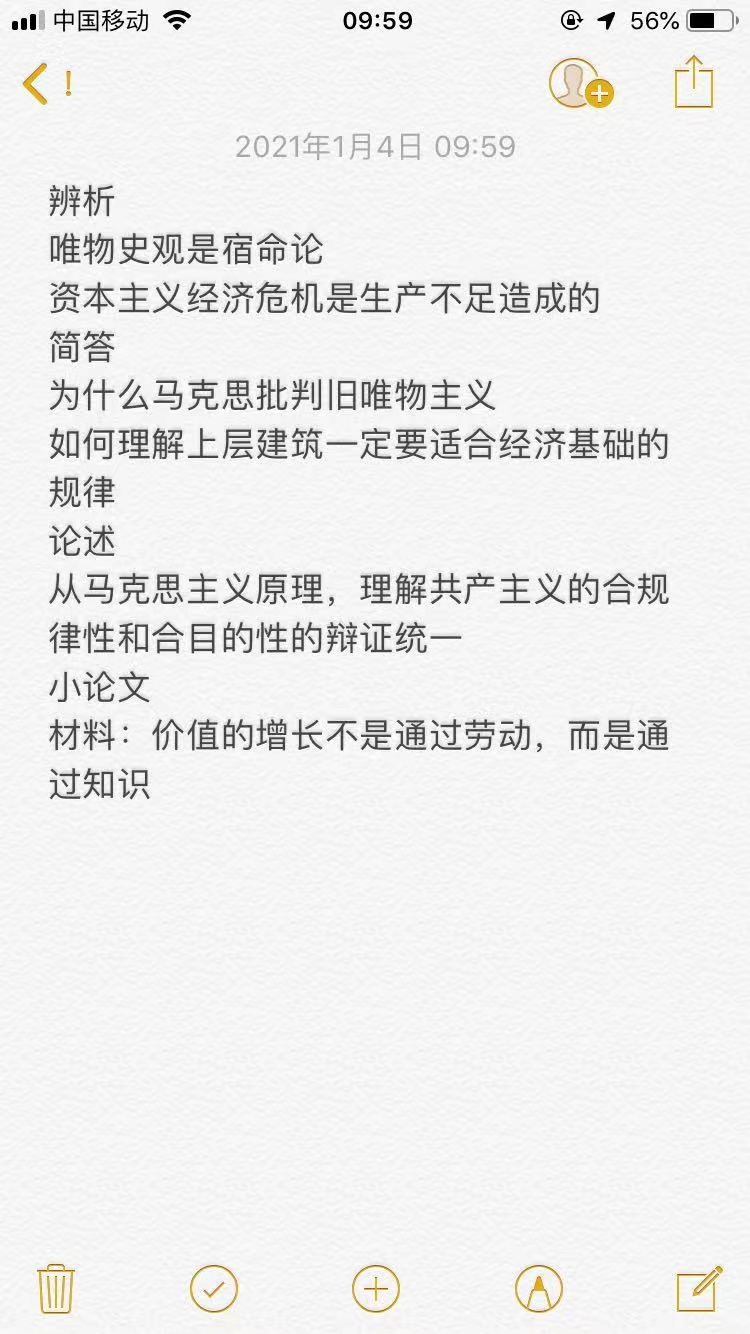 中国移动 09:59 56%
!
2021年1月4日 09:59
辨析
唯物史观是宿命论
资本主义经济危机是生产不足造成的
简答
为什么马克思批判旧唯物主义
如何理解上层建筑一定要适合经济基础的
规律
论述
从马克思主义原理，理解共产主义的合规
律性和合目的性的辩证统一
小论文
材料：价值的增长不是通过劳动，而是通
过知识